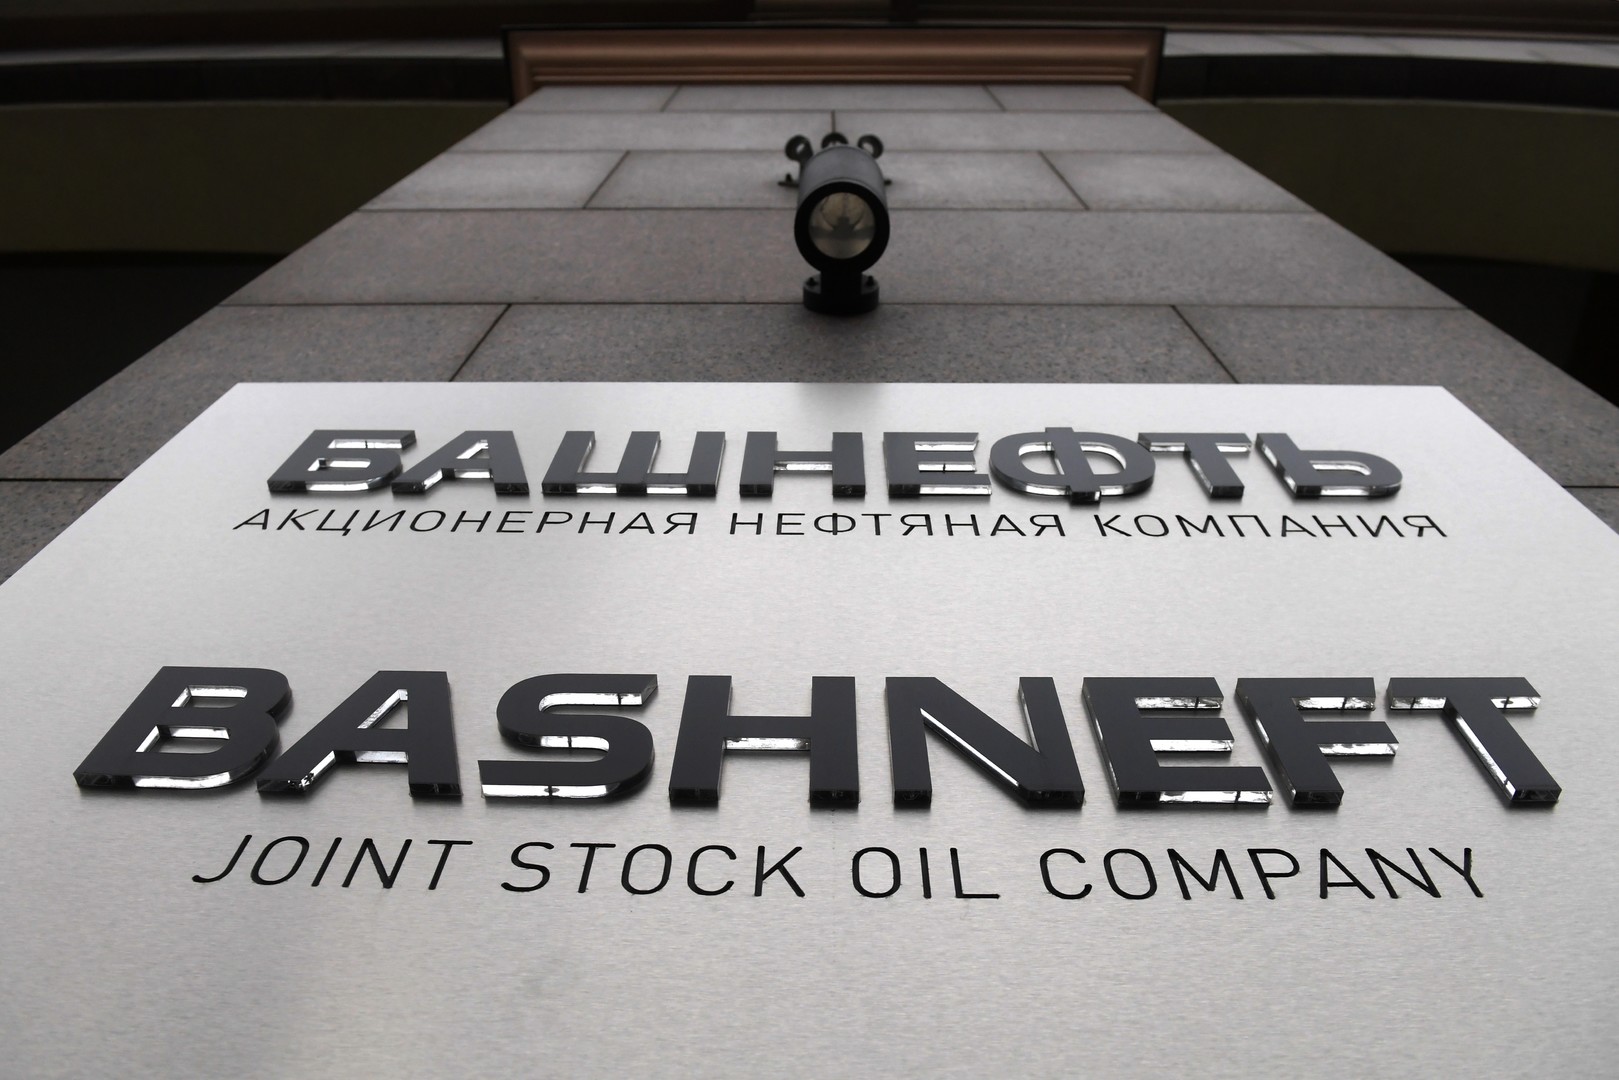 БАШНЕФТЬ
АКЦИОНЕРНАЯ НЕФТЯНАЯ КОМПАНИЯ
BASHNEFT
JOINT STOCK OIL COMPANY